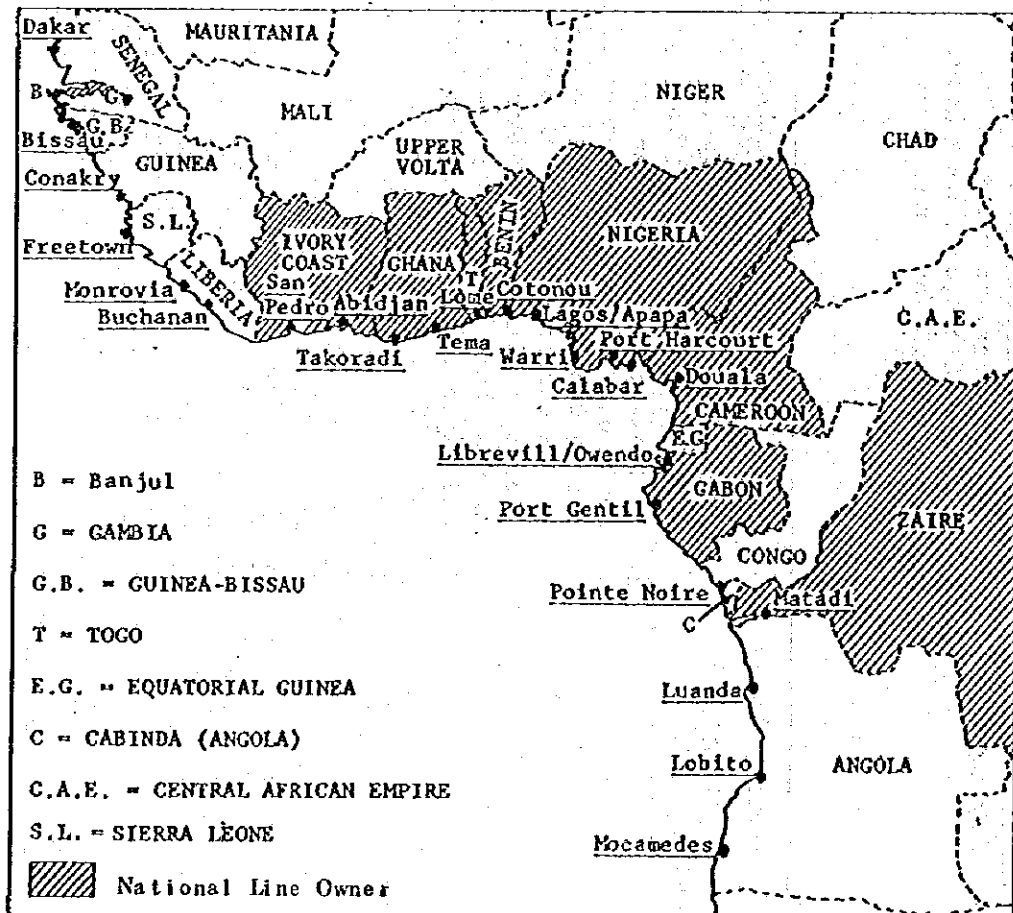 Dakar
MAURITANIA
SENEGAL
B
G
MALI
NIGER
CHAD
G.B.
Bissau
GUINEA
UPPER
VOLTA
Conakry
S.L.
Freetown
LIBERIA
Monrovia
Buchanan
IVORY
COAST
San
Pedro
Abidjan
GHANA
T
Lome
BENIN
Cotonou
NIGERIA
Lagos/Apapa
C.A.E.
Takoradi
Tema
Warri
Port Harcourt
Calabar
Douala
CAMEROON
E.G
Librevill/Owendo
GABON
Port Gentil
ZAIRE
CONGO
Pointe Noire
Matadi
C
Luanda
Lobito
ANGOLA
Mocamedes
B = Banjul
G = GAMBIA
G.B. = GUINEA-BISSAU
T = TOGO
E.G. = EQUATORIAL GUINEA
C = CABINDA (ANGOLA)
C.A.E. = CENTRAL AFRICAN EMPIRE
S.L. = SIERRA LEONE
National Line Owner